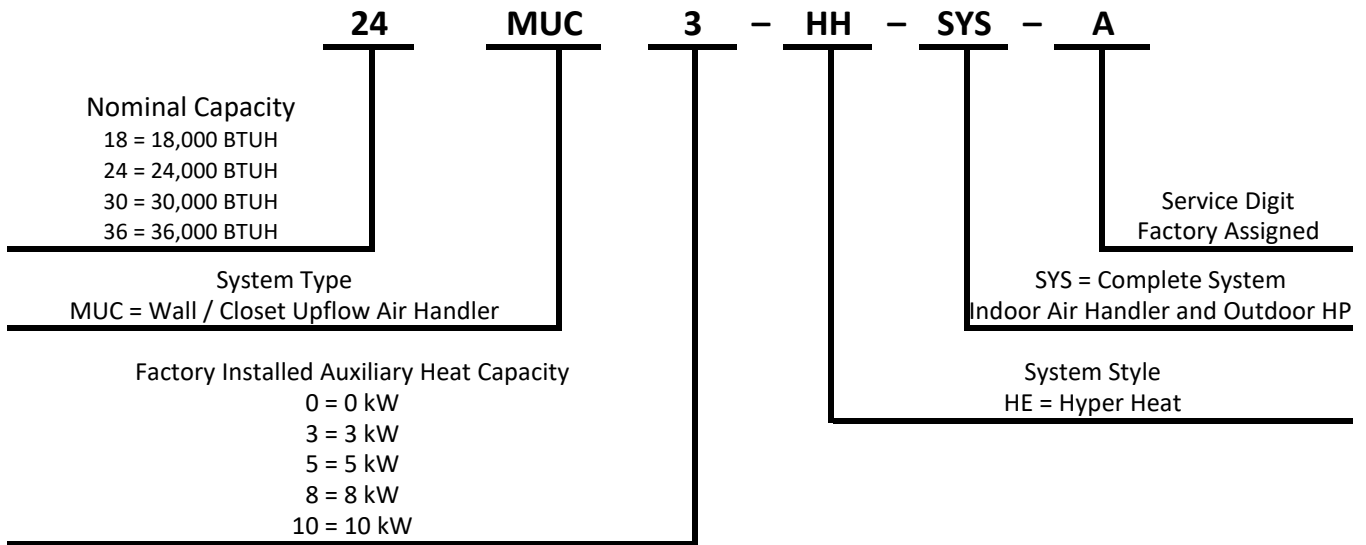 24 MUC 3 – HH – SYS – A
Nominal Capacity
18 = 18,000 BTUH
24 = 24,000 BTUH
30 = 30,000 BTUH
36 = 36,000 BTUH
Service Digit
Factory Assigned
System Type
MUC = Wall / Closet Upflow Air Handler
SYS = Complete System
Indoor Air Handler and Outdoor HP
Factory Installed Auxiliary Heat Capacity
0 = 0 kW
3 = 3 kW
5 = 5 kW
8 = 8 kW
10 = 10 kW
System Style
HE = Hyper Heat